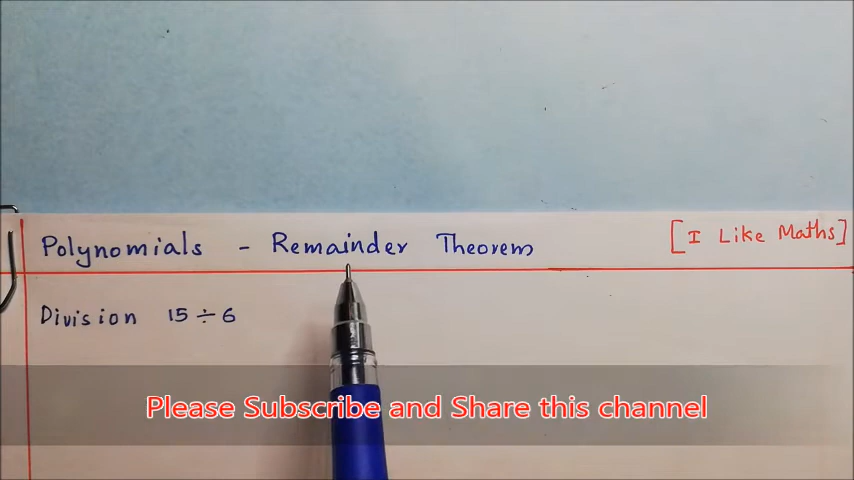 Polynomials - Remainder Theorem [I Like Maths]
Division 15 ÷ 6
Please Subscribe and Share this channel